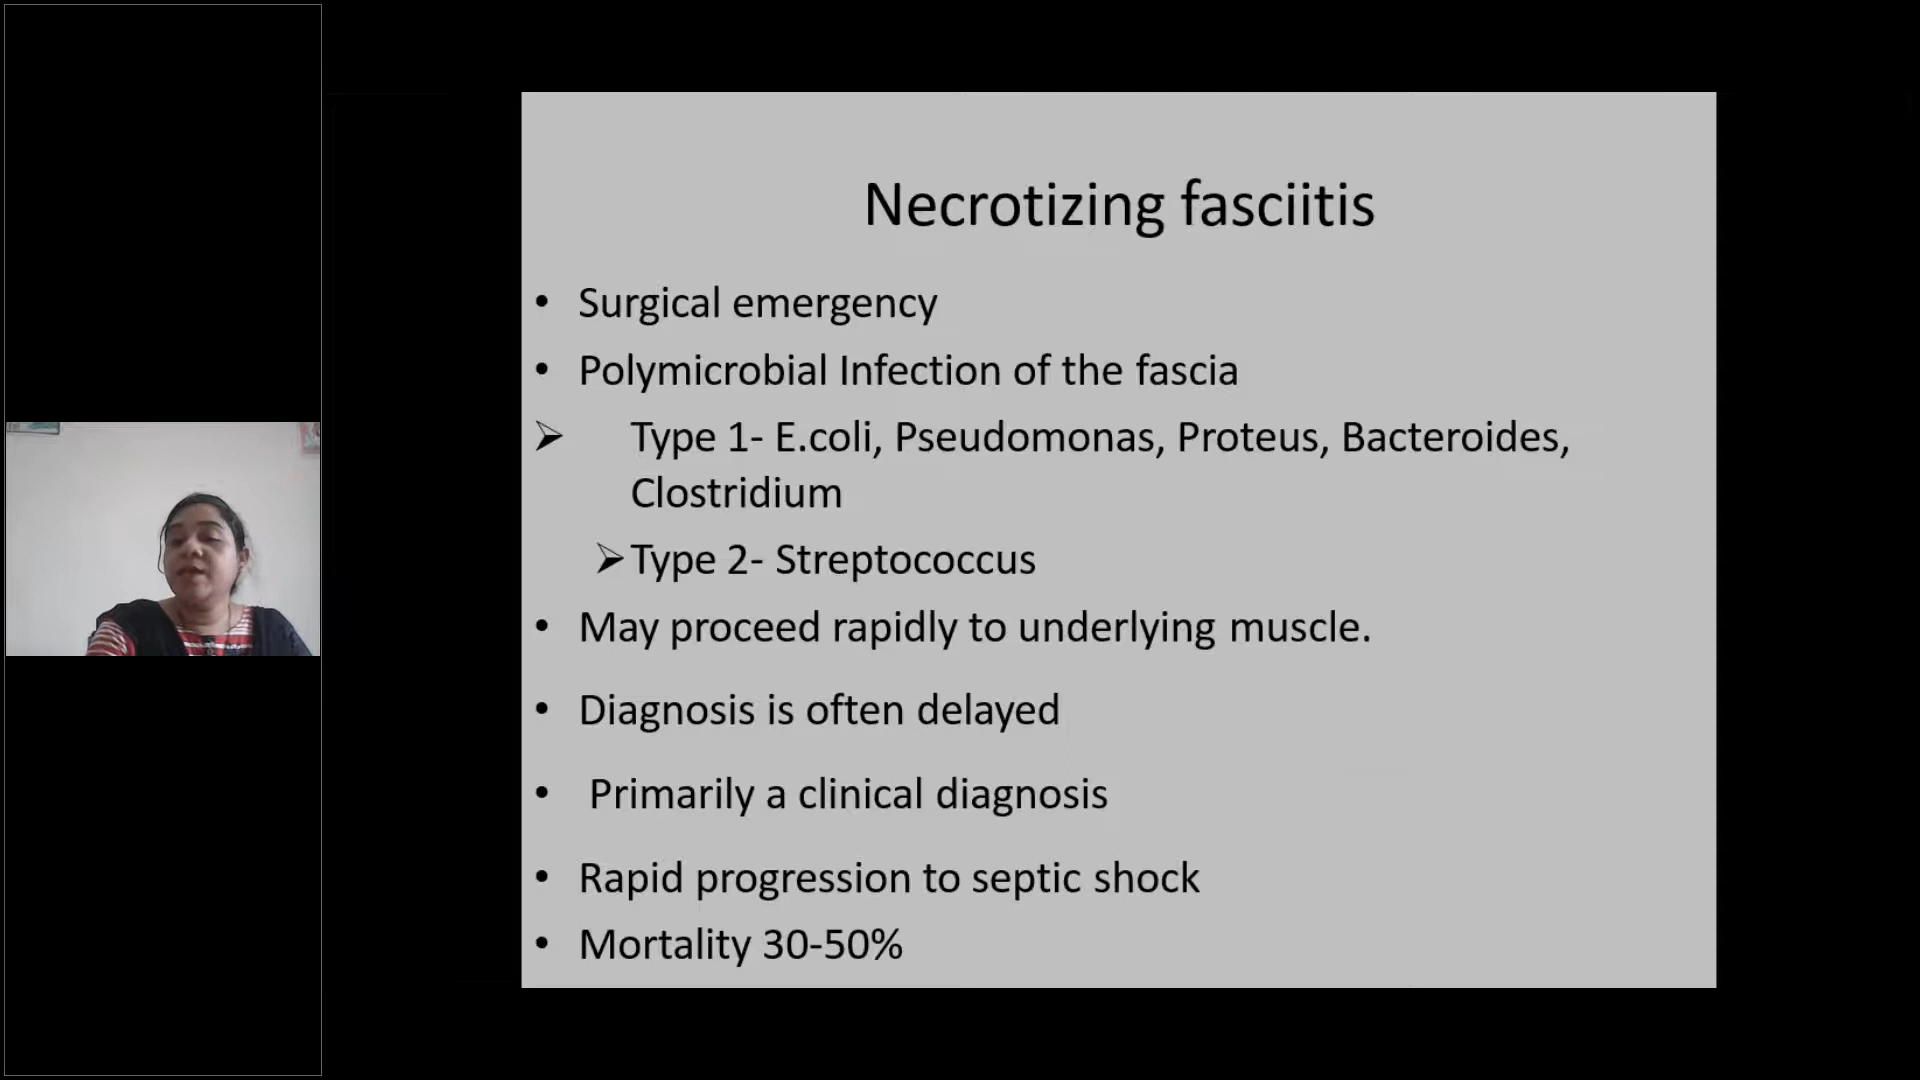 Necrotizing fasciitis
• Surgical emergency
• Polymicrobial Infection of the fascia
➢ Type 1- E.coli, Pseudomonas, Proteus, Bacteroides,
Clostridium
➢Type 2- Streptococcus
• May proceed rapidly to underlying muscle.
• Diagnosis is often delayed
• Primarily a clinical diagnosis
• Rapid progression to septic shock
• Mortality 30-50%